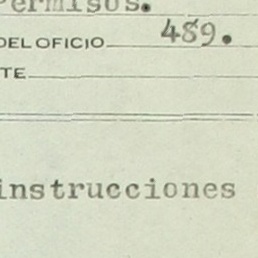 Permisos.
DEL OFICIO 489.
TE
instrucciones